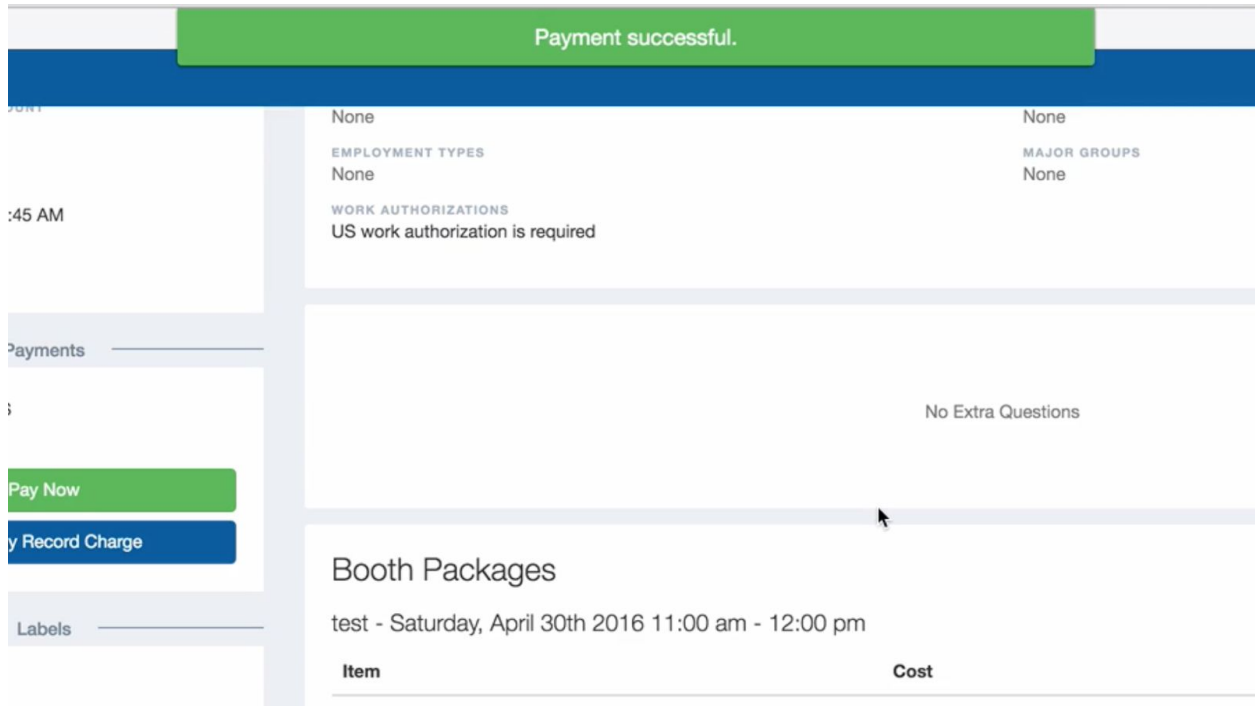 Payment successful.
None
None
EMPLOYMENT TYPES
MAJOR GROUPS
None
None
WORK AUTHORIZATIONS
:45 AM
US work authorization is required
Payments
No Extra Questions
Pay Now
y Record Charge
Booth Packages
Labels
test - Saturday, April 30th 2016 11:00 am - 12:00 pm
Item
Cost